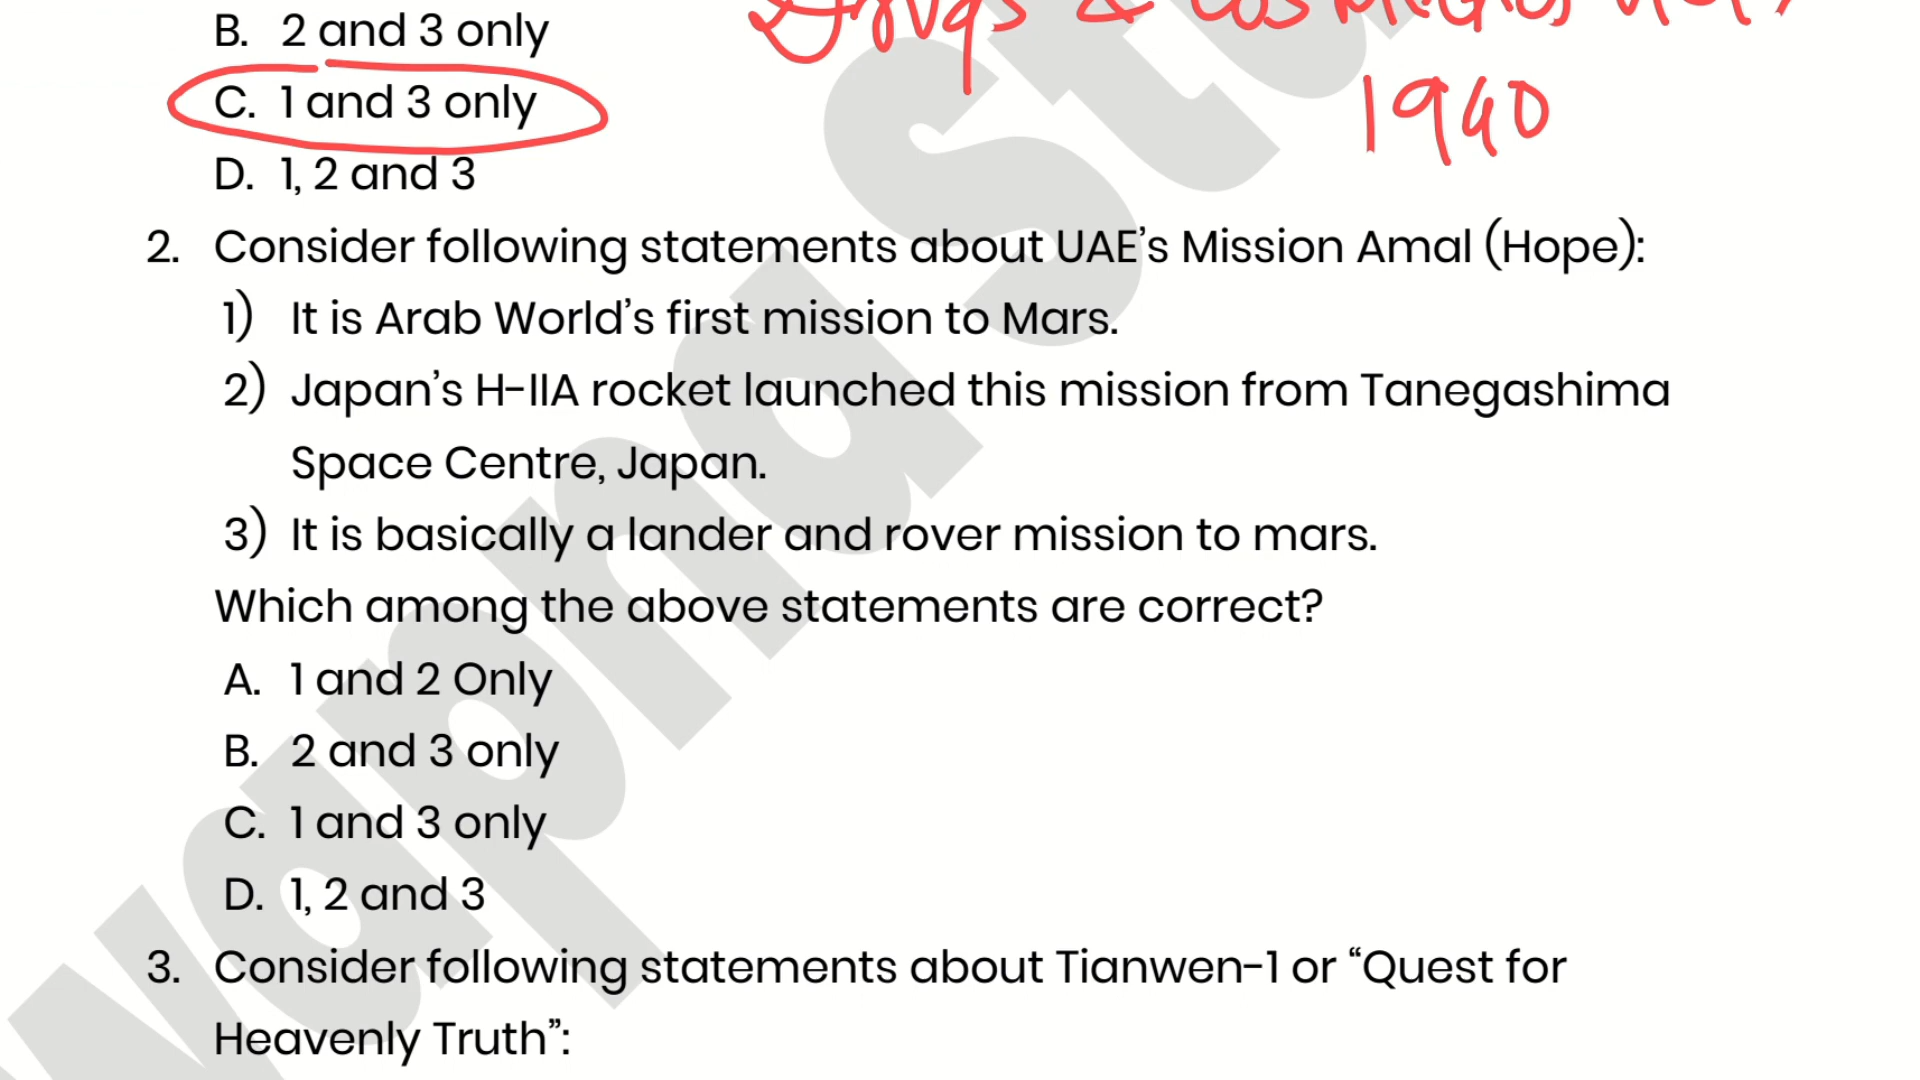 B. 2 and 3 only
Drugs & Cosmetics Act,
C. 1 and 3 only
1940
D. 1, 2 and 3
2. Consider following statements about UAE’s Mission Amal (Hope):
1) It is Arab World’s first mission to Mars.
2) Japan’s H-IIA rocket launched this mission from Tanegashima
Space Centre, Japan.
3) It is basically a lander and rover mission to mars.
Which among the above statements are correct?
A. 1 and 2 Only
B. 2 and 3 only
C. 1 and 3 only
D. 1, 2 and 3
3. Consider following statements about Tianwen-1 or “Quest for
Heavenly Truth”: